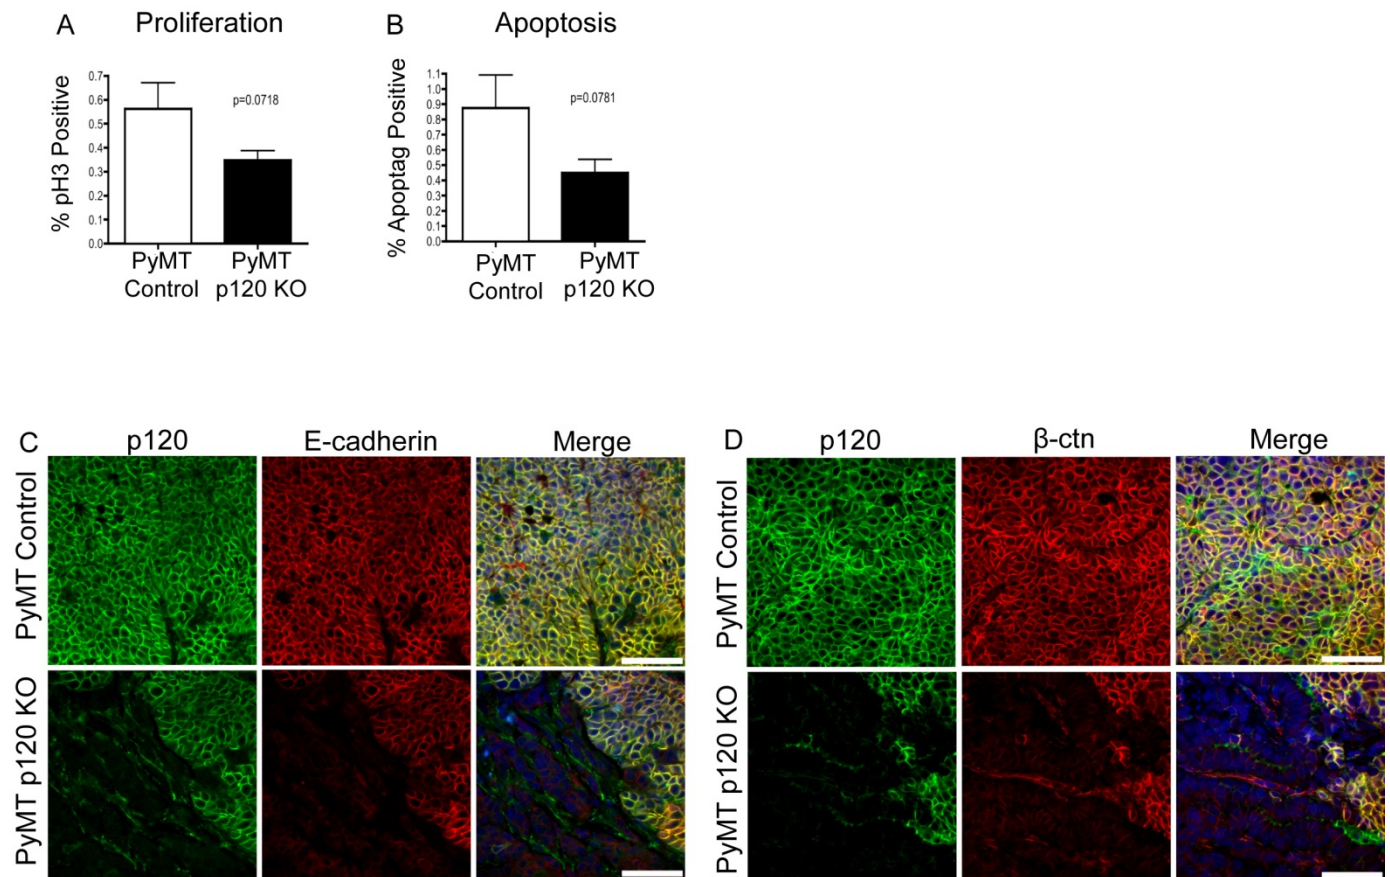 A Proliferation
% pH3 Positive
0.7
0.6
0.5
0.4
0.3
0.2
0.1
0.0
p=0.0718
PyMT Control
PyMT p120 KO
B Apoptosis
% Apoptag Positive
1.1
1.0
0.9
0.8
0.7
0.6
0.5
0.4
0.3
0.2
0.1
0.0
p=0.0781
PyMT Control
PyMT p120 KO
C p120 E-cadherin Merge
PyMT Control
PyMT p120 KO
D p120 β-ctn Merge
PyMT Control
PyMT p120 KO